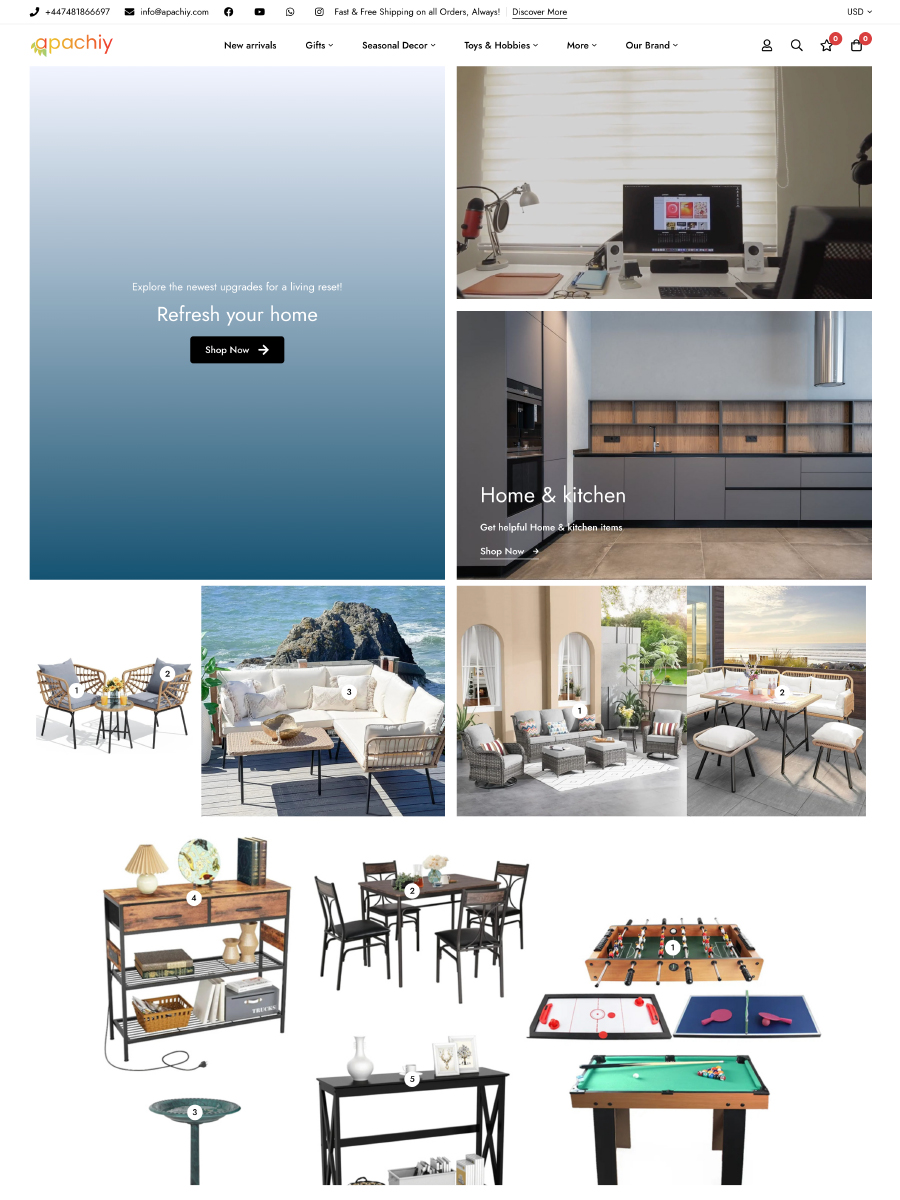 +447481866697 info@apachiy.com Fast & Free Shipping on all Orders, Always! Discover More USD
apachiy New arrivals Gifts Seasonal Decor Toys & Hobbies More Our Brand 0 0
Explore the newest upgrades for a living reset!
Refresh your home
Shop Now
Home & kitchen
Get helpful Home & kitchen items
Shop Now
1
2
3
1
2
4
TRUCKS
2
1
3
5